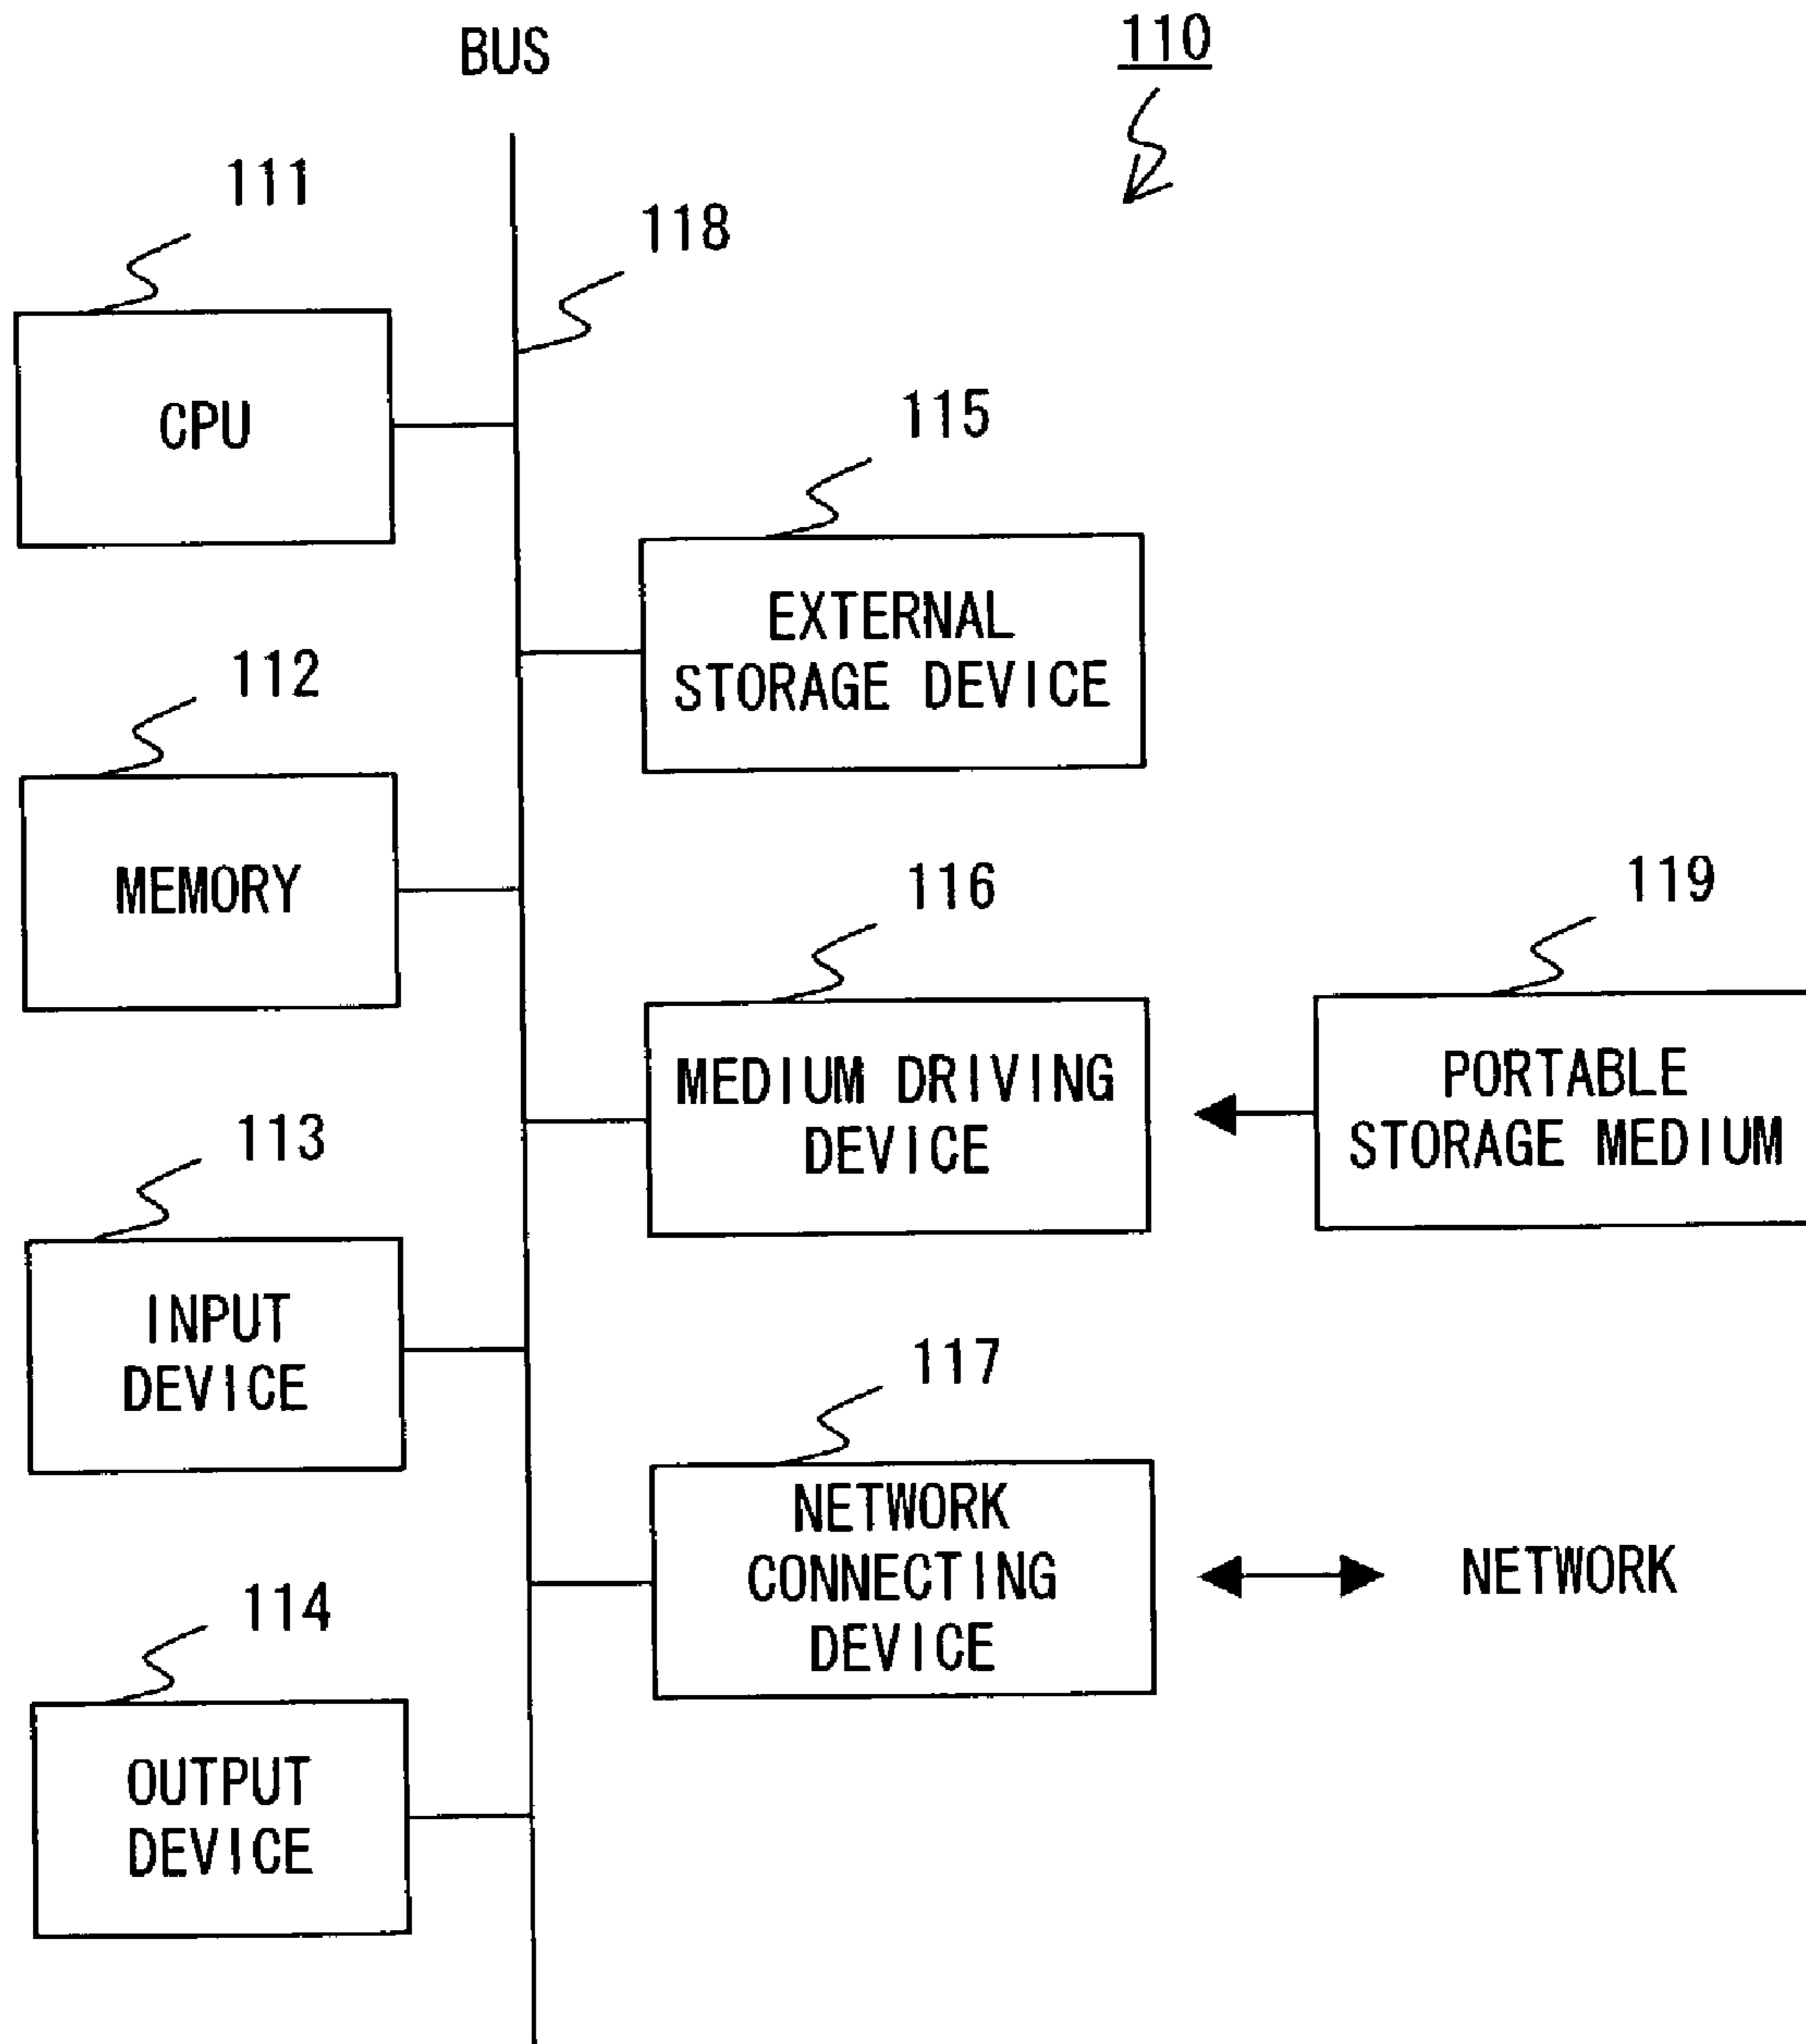 BUS
110
111
118
CPU
115
EXTERNAL
STORAGE DEVICE
112
MEMORY
116
119
MEDIUM DRIVING
DEVICE
PORTABLE
STORAGE MEDIUM
113
INPUT
DEVICE
117
NETWORK
CONNECTING
DEVICE
NETWORK
114
OUTPUT
DEVICE